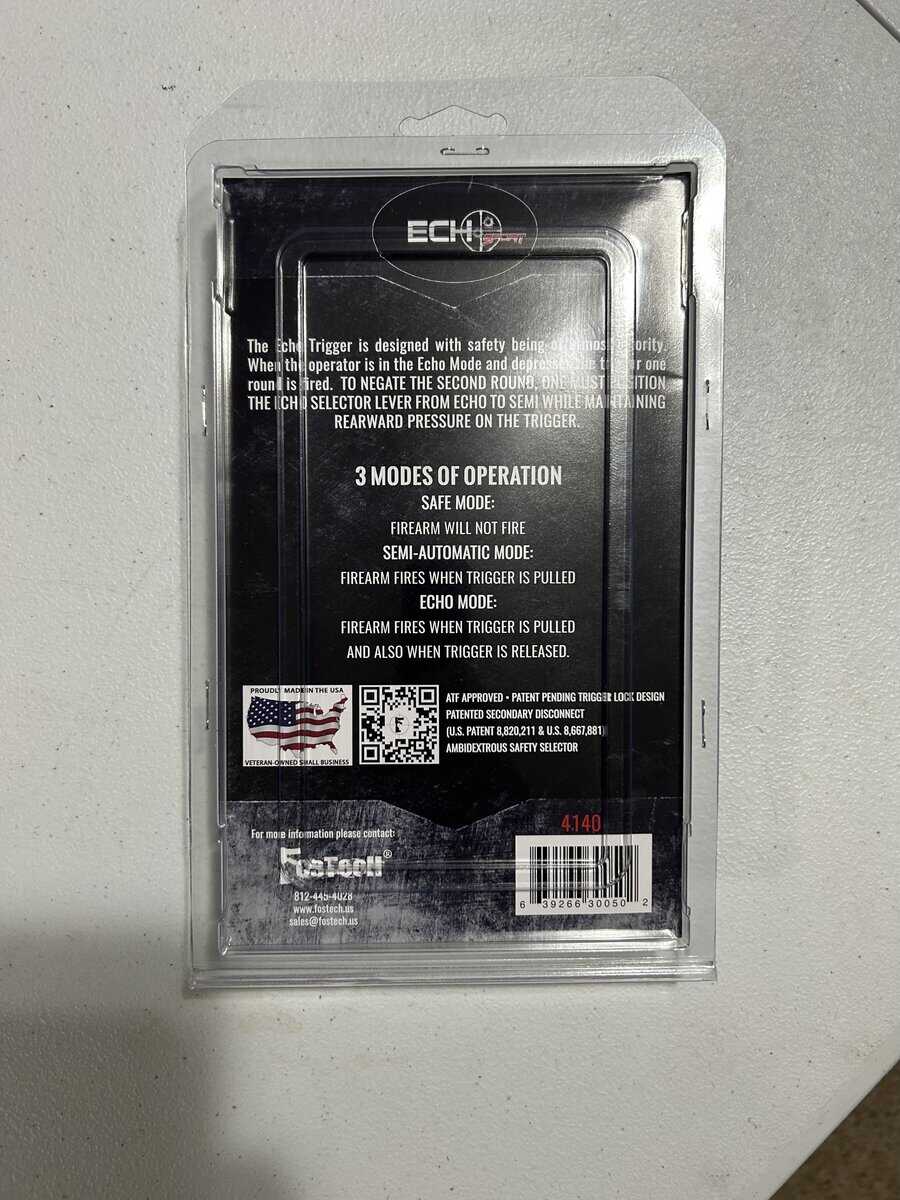 ECHO
SPORT
The Echo Trigger is designed with safety being of utmost priority.
When the operator is in the Echo Mode and depresses the trigger one
round is fired. TO NEGATE THE SECOND ROUND, ONE MUST POSITION
THE ECHO SELECTOR LEVER FROM ECHO TO SEMI WHILE MAINTAINING
REARWARD PRESSURE ON THE TRIGGER.
3 MODES OF OPERATION
SAFE MODE:
FIREARM WILL NOT FIRE
SEMI-AUTOMATIC MODE:
FIREARM FIRES WHEN TRIGGER IS PULLED
ECHO MODE:
FIREARM FIRES WHEN TRIGGER IS PULLED
AND ALSO WHEN TRIGGER IS RELEASED.
PROUDLY MADE IN THE USA
VETERAN-OWNED SMALL BUSINESS
F
ATF APPROVED • PATENT PENDING TRIGGER LOCK DESIGN
PATENTED SECONDARY DISCONNECT
(U.S. PATENT 8,820,211 & U.S. 8,667,881)
AMBIDEXTROUS SAFETY SELECTOR
For more information please contact:
FosTecH®
812-445-4028
www.fostech.us
sales@fostech.us
4140
6 39266 30050 2